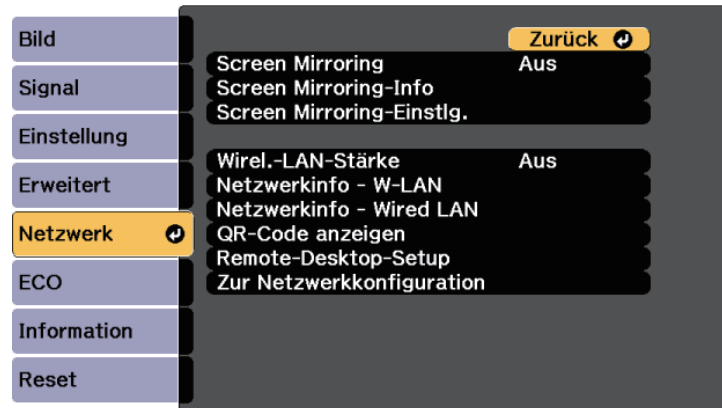 Bild
Signal
Einstellung
Erweitert
Netzwerk
ECO
Information
Reset
Zurück
Screen Mirroring Aus
Screen Mirroring-Info
Screen Mirroring-Einstlg.
Wirel.-LAN-Stärke Aus
Netzwerkinfo - W-LAN
Netzwerkinfo - Wired LAN
QR-Code anzeigen
Remote-Desktop-Setup
Zur Netzwerkkonfiguration